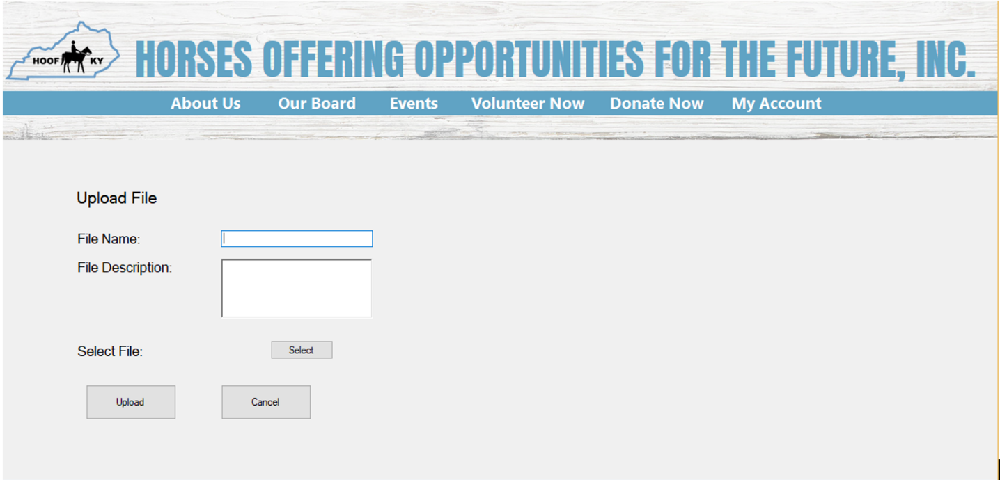 HOOF KY
HORSES OFFERING OPPORTUNITIES FOR THE FUTURE, INC.
About Us Our Board Events Volunteer Now Donate Now My Account
Upload File
File Name:
File Description:
Select File: Select
Upload Cancel